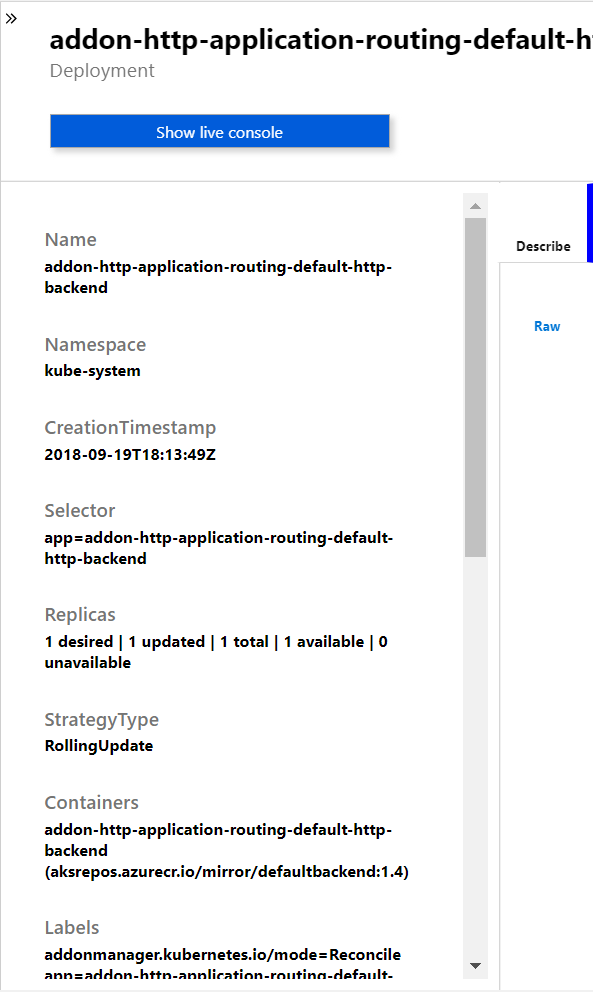 addon-http-application-routing-default-h
Deployment
Show live console
Name
addon-http-application-routing-default-http-
backend
Namespace
kube-system
CreationTimestamp
2018-09-19T18:13:49Z
Selector
app=addon-http-application-routing-default-
http-backend
Replicas
1 desired | 1 updated | 1 total | 1 available | 0
unavailable
StrategyType
RollingUpdate
Containers
addon-http-application-routing-default-http-
backend
(aksrepos.azurecr.io/mirror/defaultbackend:1.4)
Labels
addonmanager.kubernetes.io/mode=Reconcile
app=addon-http-application-routing-default-
Describe
Raw